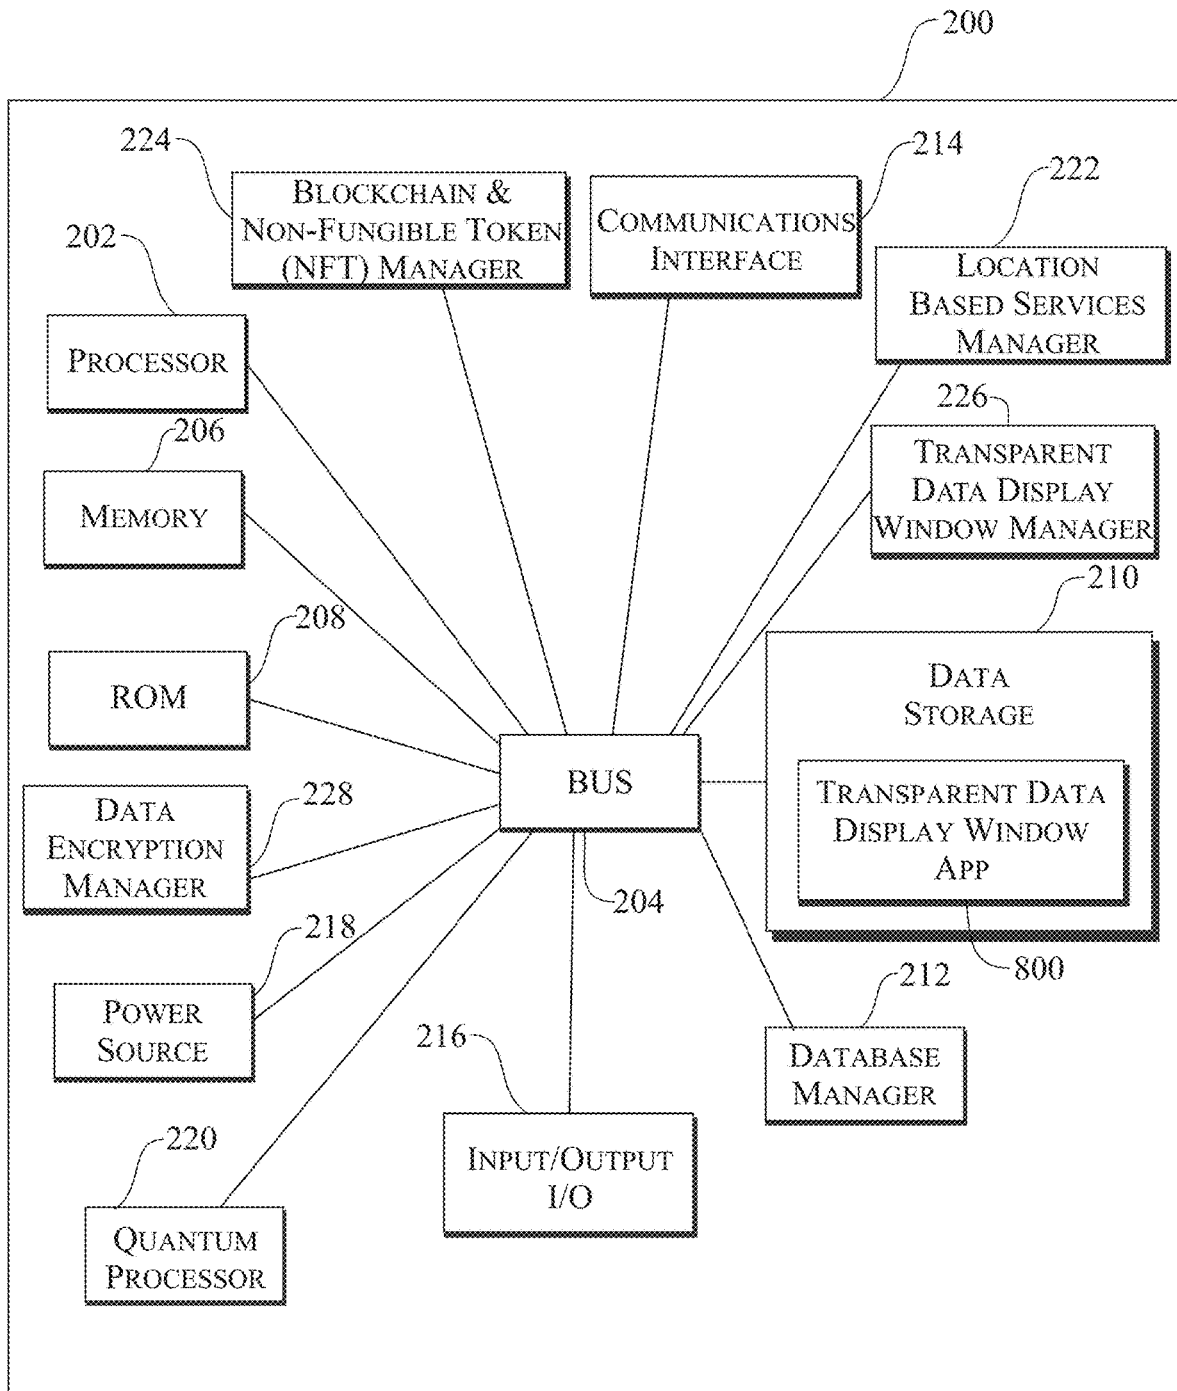 200
224
BLOCKCHAIN &
NON-FUNGIBLE TOKEN
(NFT) MANAGER
214
COMMUNICATIONS
INTERFACE
222
LOCATION
BASED SERVICES
MANAGER
202
PROCESSOR
226
TRANSPARENT
DATA DISPLAY
WINDOW MANAGER
206
MEMORY
210
DATA
STORAGE
TRANSPARENT DATA
DISPLAY WINDOW
APP
800
208
ROM
BUS
204
228
DATA
ENCRYPTION
MANAGER
218
POWER
SOURCE
212
DATABASE
MANAGER
216
INPUT/OUTPUT
I/O
220
QUANTUM
PROCESSOR